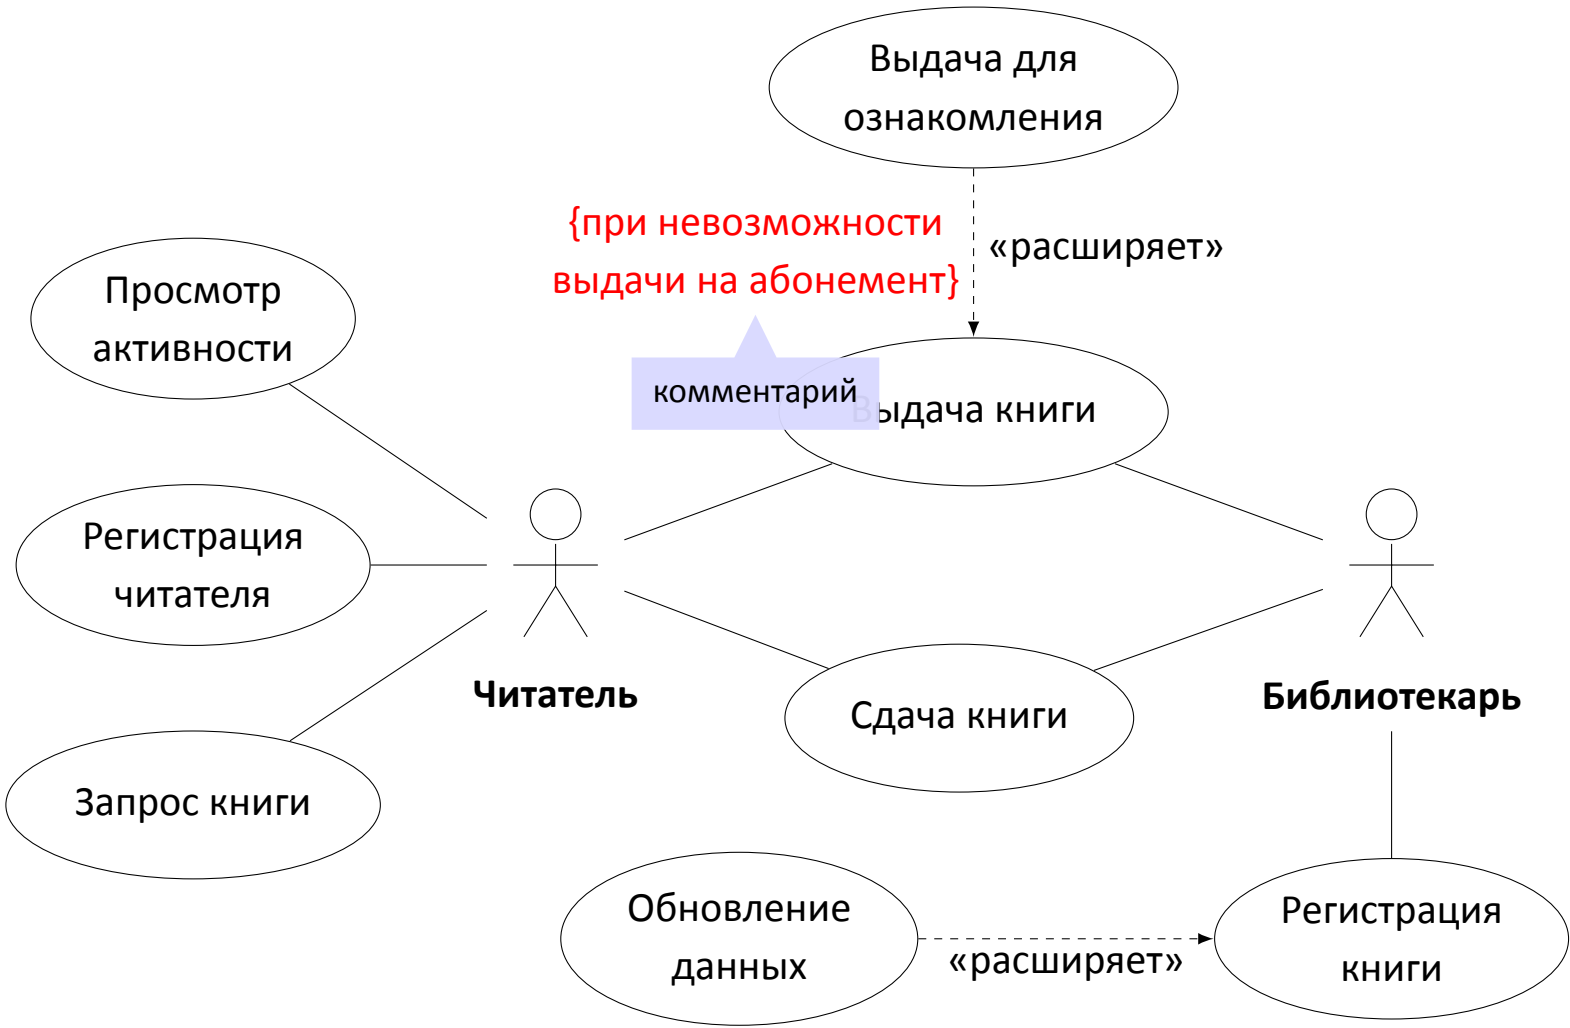 Выдача для
ознакомления
{при невозможности
выдачи на абонемент}
«расширяет»
Просмотр
активности
комментарий
Выдача книги
Регистрация
читателя
Читатель
Библиотекарь
Сдача книги
Запрос книги
Обновление
данных
«расширяет»
Регистрация
книги